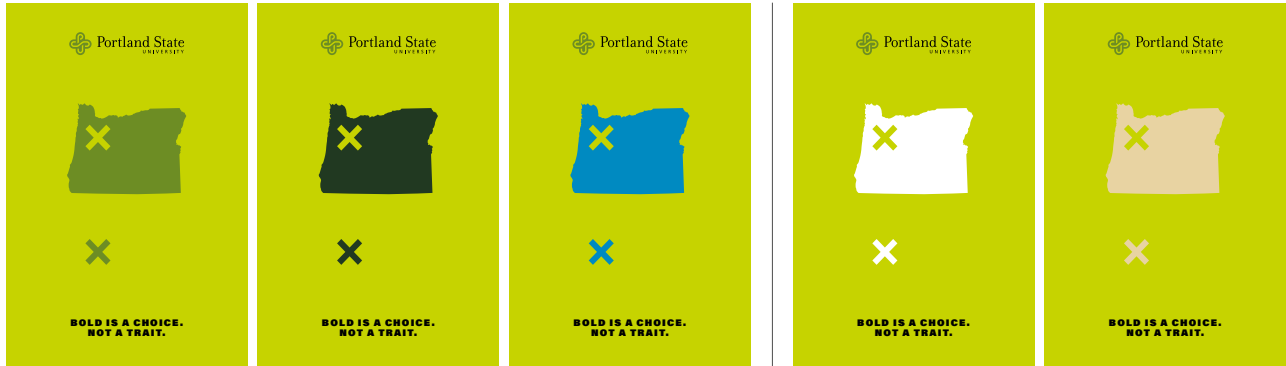 Portland State
UNIVERSITY
BOLD IS A CHOICE.
NOT A TRAIT.
Portland State
UNIVERSITY
BOLD IS A CHOICE.
NOT A TRAIT.
Portland State
UNIVERSITY
BOLD IS A CHOICE.
NOT A TRAIT.
Portland State
UNIVERSITY
BOLD IS A CHOICE.
NOT A TRAIT.
Portland State
UNIVERSITY
BOLD IS A CHOICE.
NOT A TRAIT.